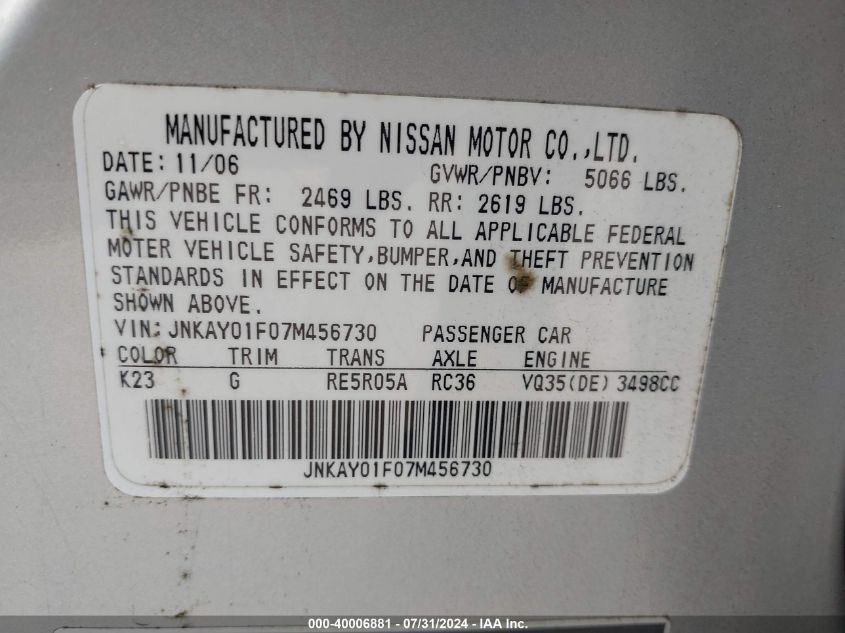 MANUFACTURED BY NISSAN MOTOR CO.,LTD.
DATE: 11/06 GVWR/PNBV: 5066 LBS.
GAWR/PNBE FR: 2469 LBS. RR: 2619 LBS.
THIS VEHICLE CONFORMS TO ALL APPLICABLE FEDERAL
MOTER VEHICLE SAFETY,BUMPER,AND THEFT PREVENTION
STANDARDS IN EFFECT ON THE DATE OF MANUFACTURE
SHOWN ABOVE.
VIN: JNKAY01F07M456730 PASSENGER CAR
COLOR TRIM TRANS AXLE ENGINE
K23 G RE5R05A RC36 VQ35(DE) 3498CC
JNKAY01F07M456730
000-40006881 - 07/31/2024 - IAA Inc.